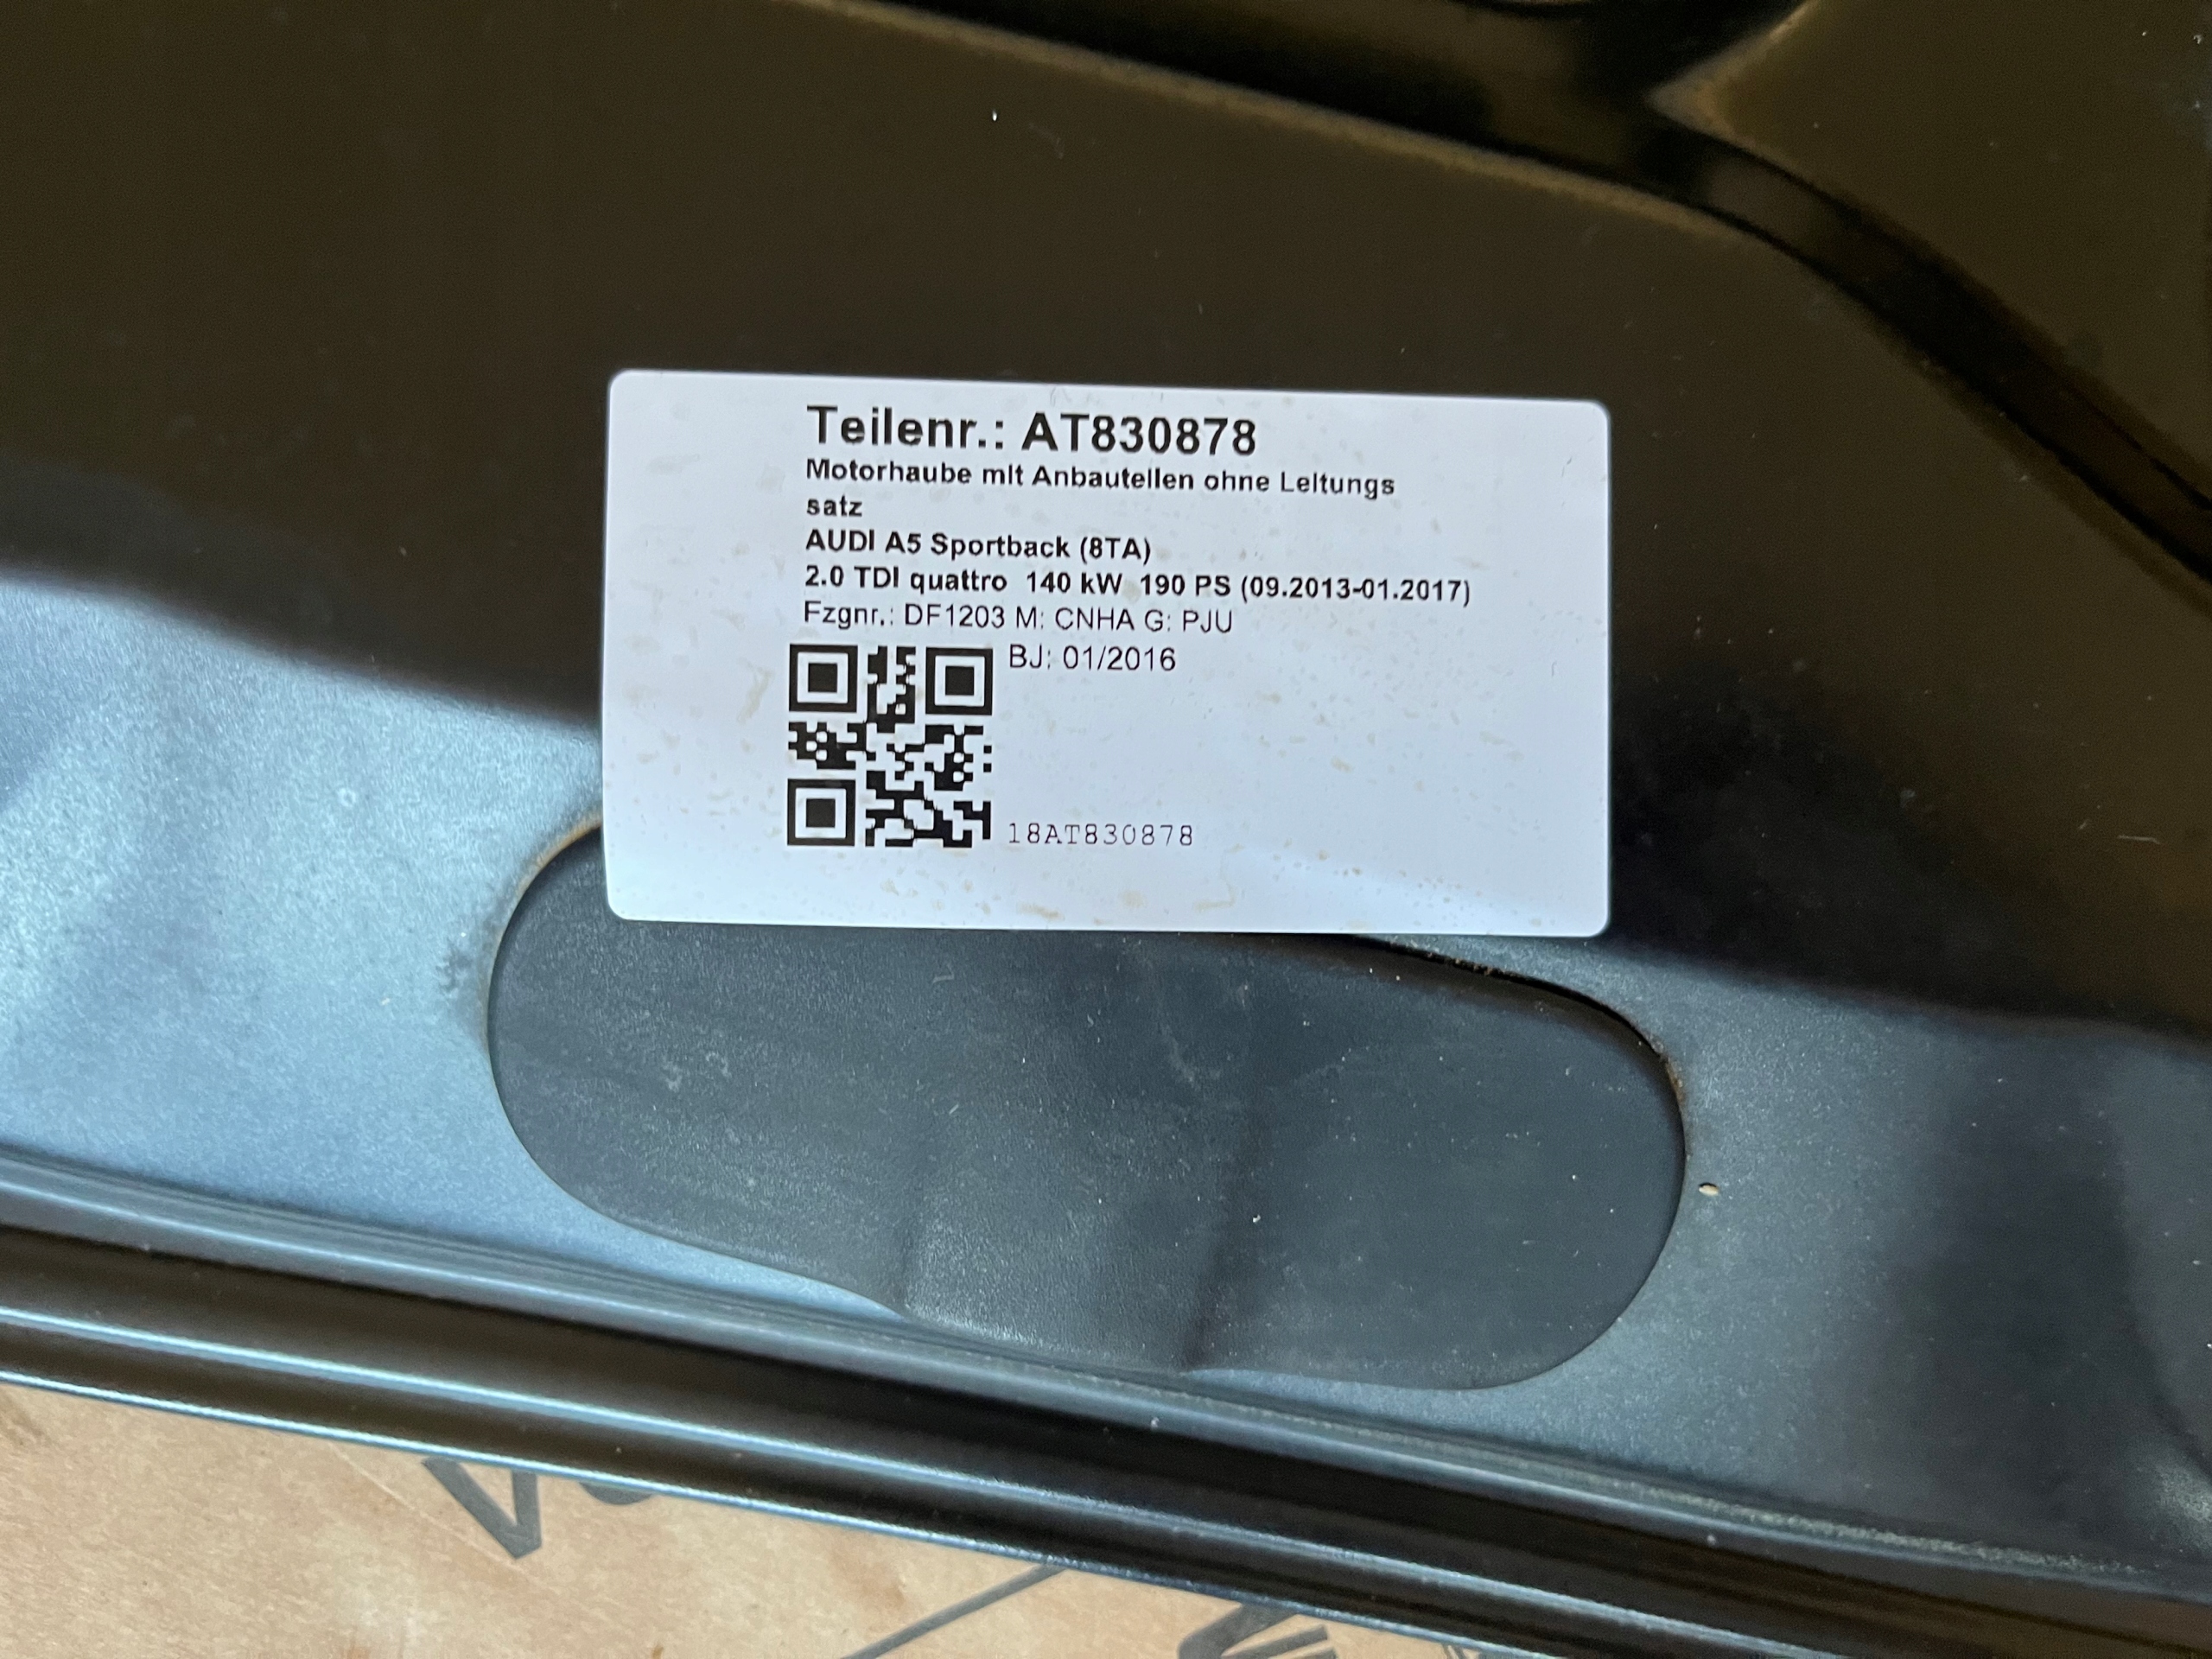 Teilenr.: AT830878
Motorhaube mit Anbauteilen ohne Leitungs
satz
AUDI A5 Sportback (8TA)
2.0 TDI quattro 140 kW 190 PS (09.2013-01.2017)
Fzgnr.: DF1203 M: CNHA G: PJU
BJ: 01/2016
18AT830878